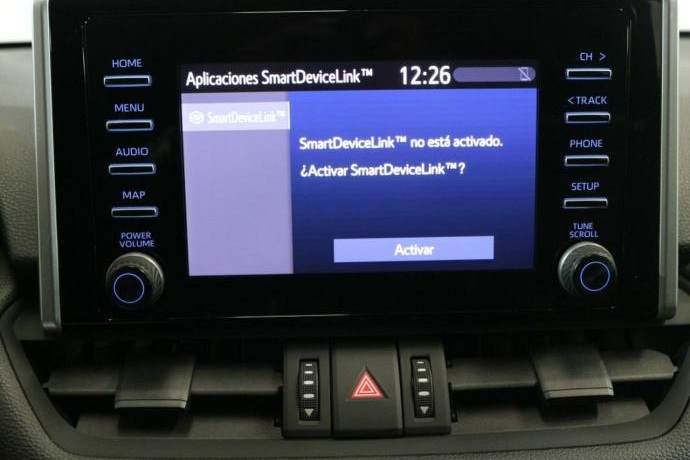 HOME
MENU
AUDIO
MAP
POWER
VOLUME
Aplicaciones SmartDeviceLink™ 12:26
SmartDeviceLink™
SmartDeviceLink™ no está activado.
¿Activar SmartDeviceLink™?
Activar
CH >
< TRACK
PHONE
SETUP
TUNE
SCROLL